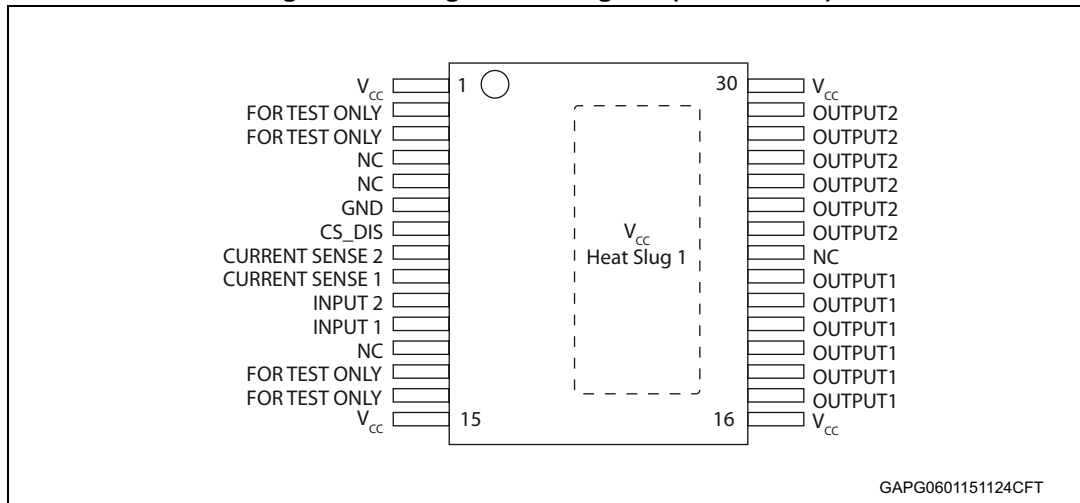 V_CC
FOR TEST ONLY
FOR TEST ONLY
NC
NC
GND
CS_DIS
CURRENT SENSE 2
CURRENT SENSE 1
INPUT 2
INPUT 1
NC
FOR TEST ONLY
FOR TEST ONLY
V_CC
1
15
V_CC
Heat Slug 1
30
16
V_CC
OUTPUT2
OUTPUT2
OUTPUT2
OUTPUT2
OUTPUT2
OUTPUT2
NC
OUTPUT1
OUTPUT1
OUTPUT1
OUTPUT1
OUTPUT1
OUTPUT1
V_CC
GAPG0601151124CFT